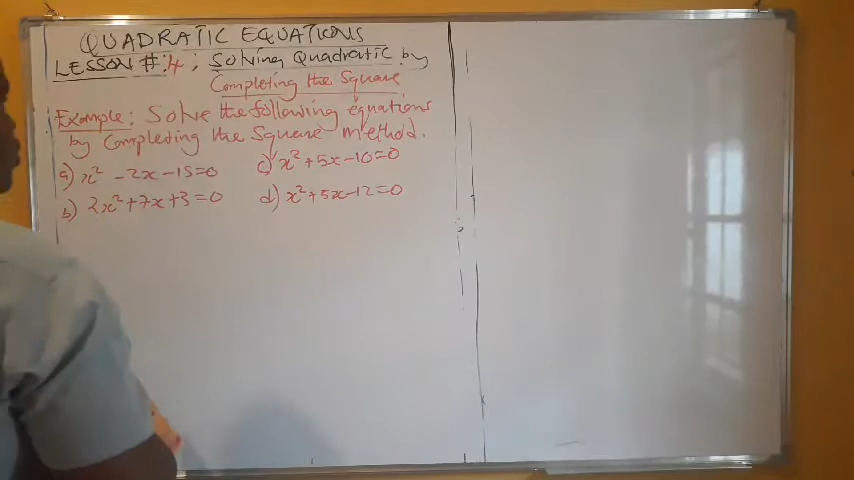 QUADRATIC EQUATIONS
LESSON #:4; Solving Quadratic by
Completing the Square
Example: Solve the following equations
by Completing the Square method.
a) x² - 2x - 15 = 0
b) 2x² + 7x + 3 = 0
c) x² + 5x - 10 = 0
d) x² + 5x - 12 = 0